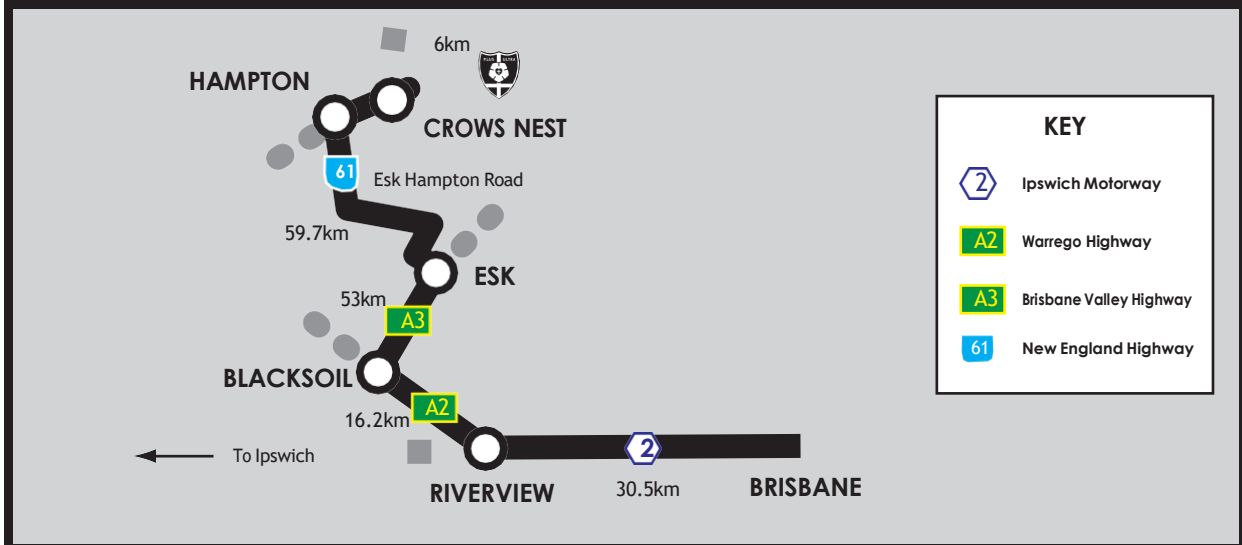 6km
PLUS ULTRA
HAMPTON
CROWS NEST
61
Esk Hampton Road
59.7km
ESK
53km
A3
BLACKSOIL
A2
16.2km
To Ipswich
2
RIVERVIEW
30.5km
BRISBANE
KEY
2 Ipswich Motorway
A2 Warrego Highway
A3 Brisbane Valley Highway
61 New England Highway